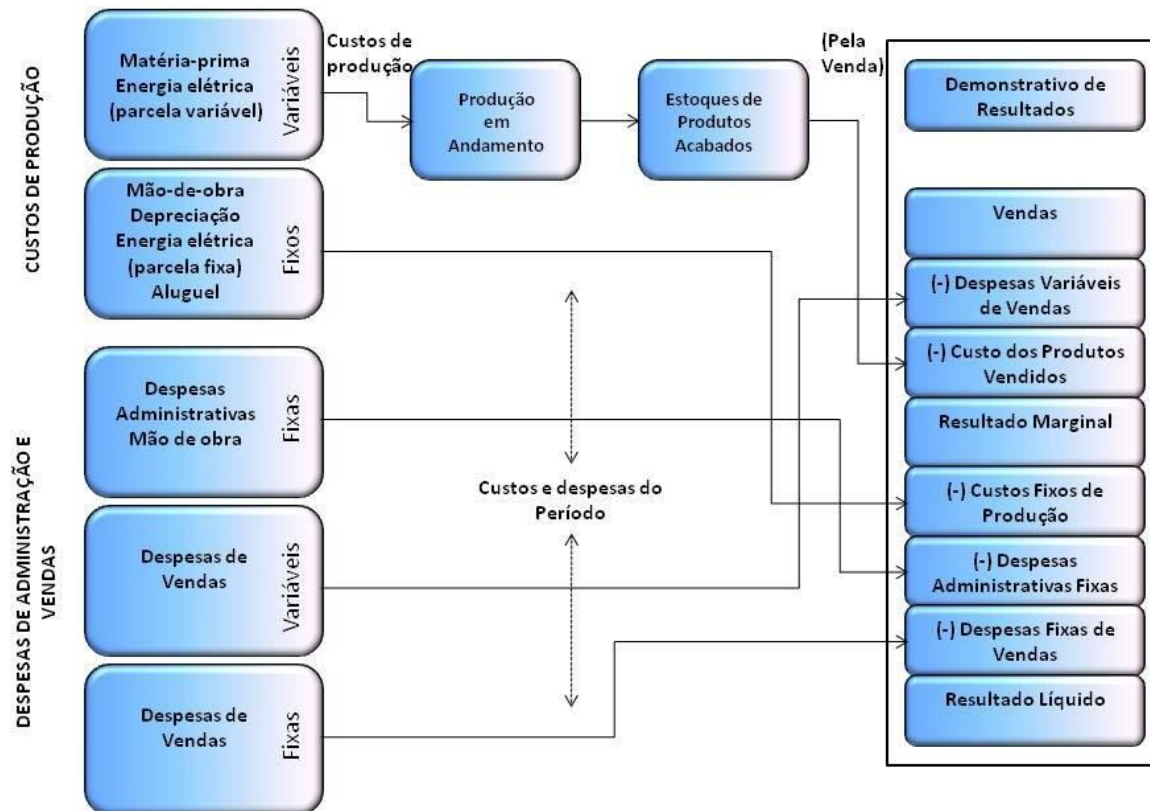 CUSTOS DE PRODUÇÃO
Matéria-prima
Energia elétrica
(parcela variável)
Variáveis
Custos de
produção
Produção
em
Andamento
Estoques de
Produtos
Acabados
(Pela
Venda)
Mão-de-obra
Depreciação
Energia elétrica
(parcela fixa)
Aluguel
Fixos
DESPESAS DE ADMINISTRAÇÃO E
VENDAS
Despesas
Administrativas
Mão de obra
Fixas
Custos e despesas do
Período
Despesas de
Vendas
Variáveis
Despesas de
Vendas
Fixas
Demonstrativo de
Resultados
Vendas
(-) Despesas Variáveis
de Vendas
(-) Custo dos Produtos
Vendidos
Resultado Marginal
(-) Custos Fixos de
Produção
(-) Despesas
Administrativas Fixas
(-) Despesas Fixas de
Vendas
Resultado Líquido